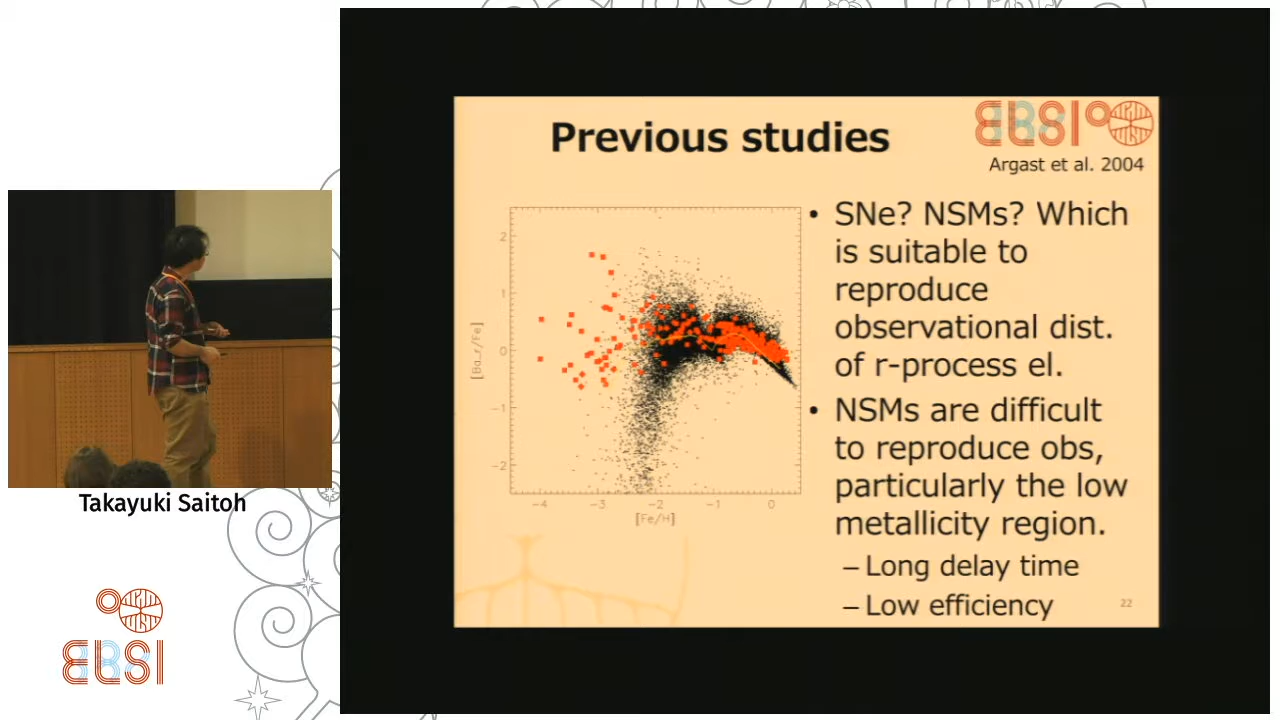 Previous studies
ELSI
Argast et al. 2004
• SNe? NSMs? Which
is suitable to
reproduce
observational dist.
of r-process el.
• NSMs are difficult
to reproduce obs,
particularly the low
metallicity region.
– Long delay time
– Low efficiency
22
2
1
0
−1
−2
[Ba_r/Fe]
−4 −3 −2 −1 0
[Fe/H]
Takayuki Saitoh
ELSI